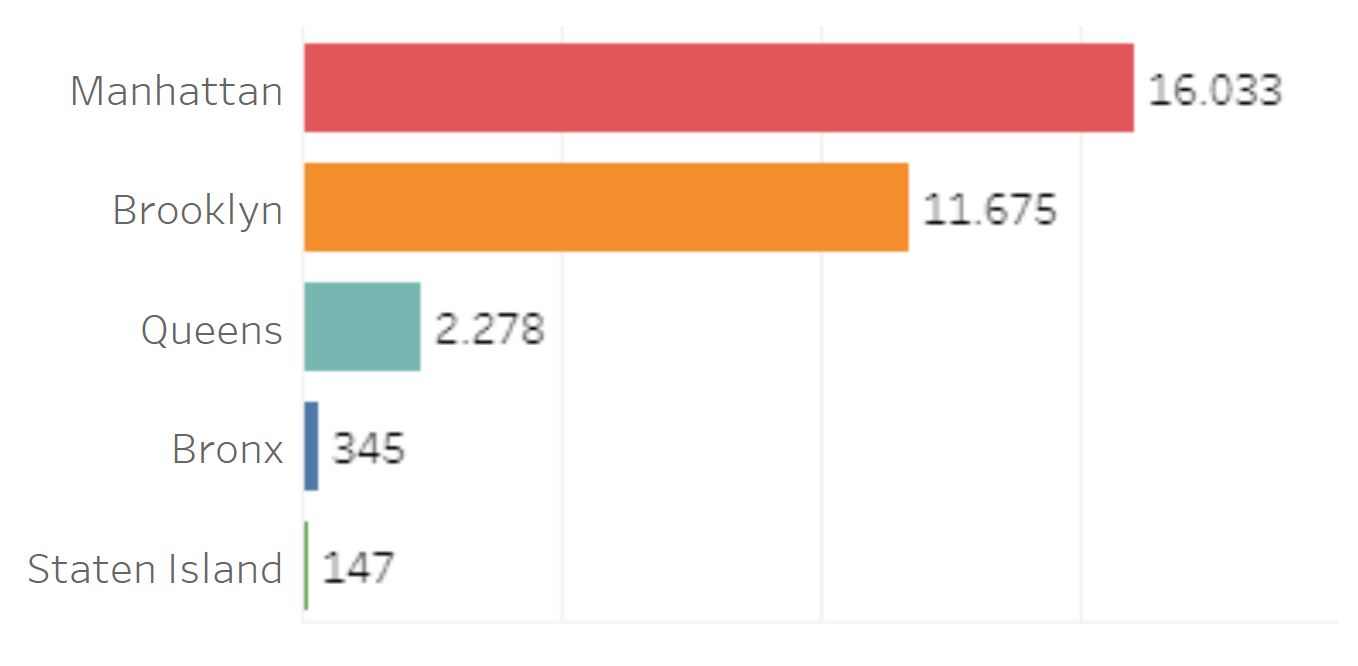 Manhattan 16.033
Brooklyn 11.675
Queens 2.278
Bronx 345
Staten Island 147